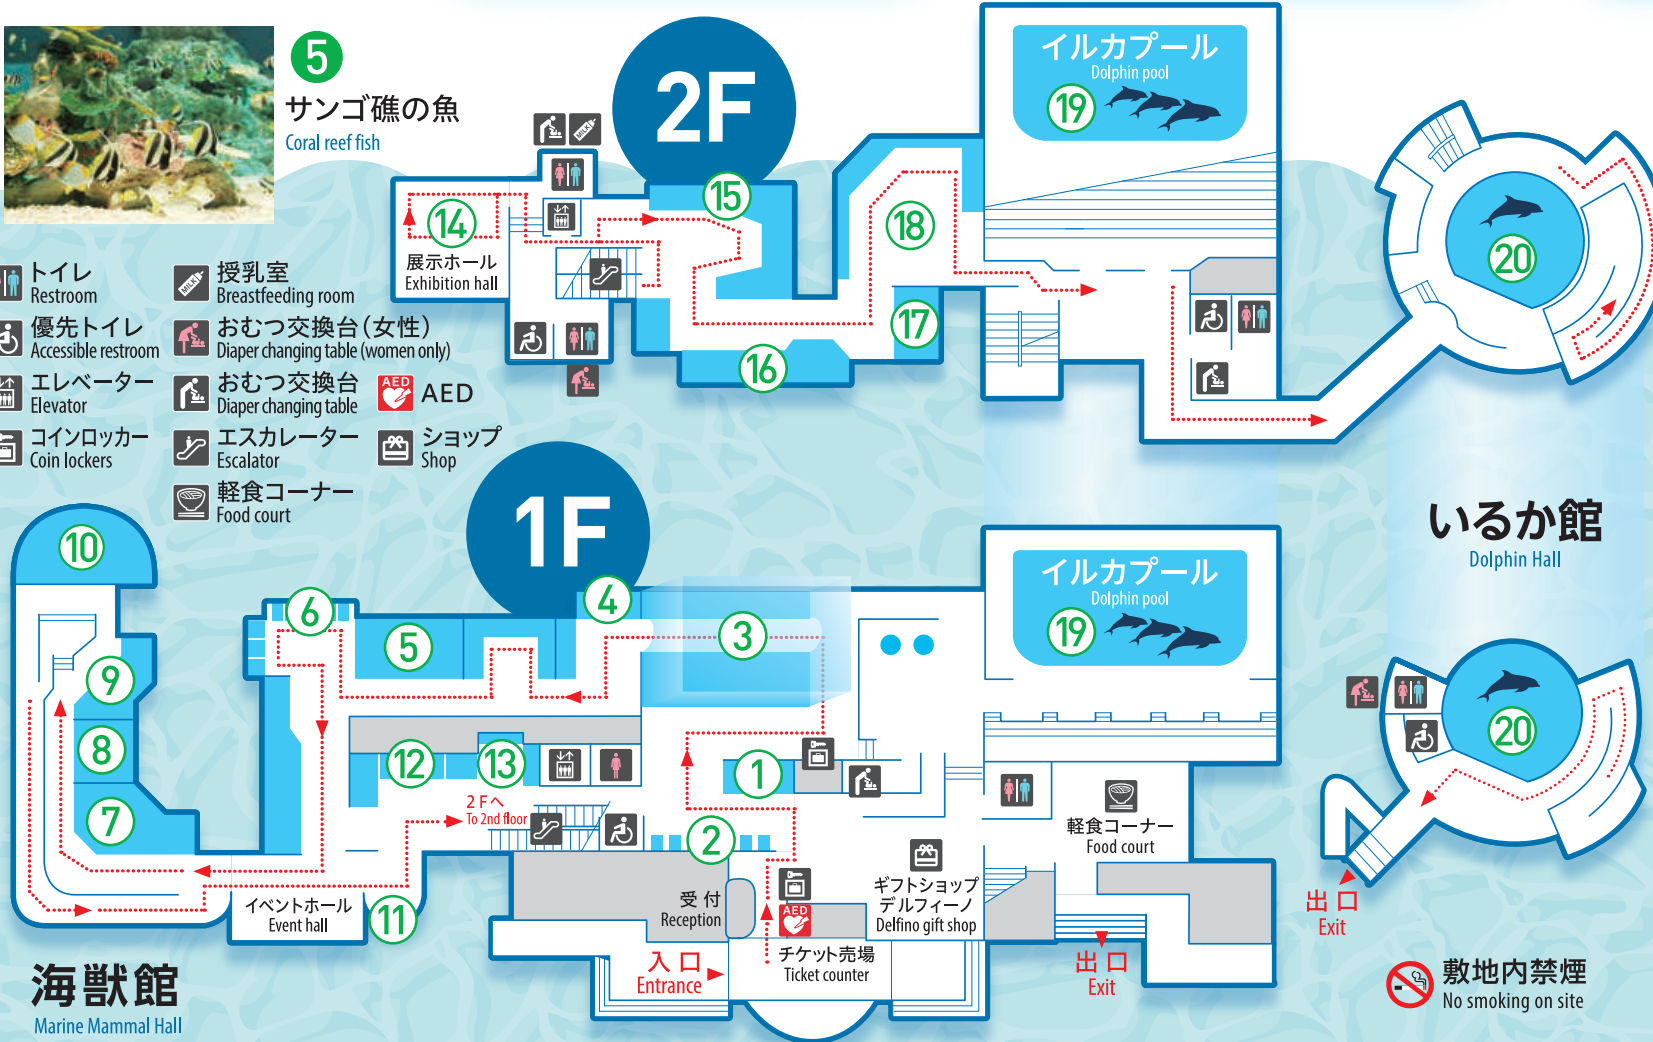 5
サンゴ礁の魚
Coral reef fish
2F
イルカプール
Dolphin pool
19
MILK
15
14
展示ホール
Exhibition hall
18
20
17
16
トイレ
Restroom
優先トイレ
Accessible restroom
エレベーター
Elevator
コインロッカー
Coin lockers
MILK
授乳室
Breastfeeding room
おむつ交換台(女性)
Diaper changing table (women only)
おむつ交換台
Diaper changing table
エスカレーター
Escalator
軽食コーナー
Food court
AED
AED
ショップ
Shop
いるか館
Dolphin Hall
1F
10
6
5
4
3
イルカプール
Dolphin pool
19
9
8
7
12
13
1
2
20
2Fへ
To 2nd floor
イベントホール
Event hall
11
受付
Reception
AED
ギフトショップ
デルフィーノ
Delfino gift shop
軽食コーナー
Food court
入口
Entrance
チケット売場
Ticket counter
出口
Exit
出口
Exit
海獣館
Marine Mammal Hall
敷地内禁煙
No smoking on site